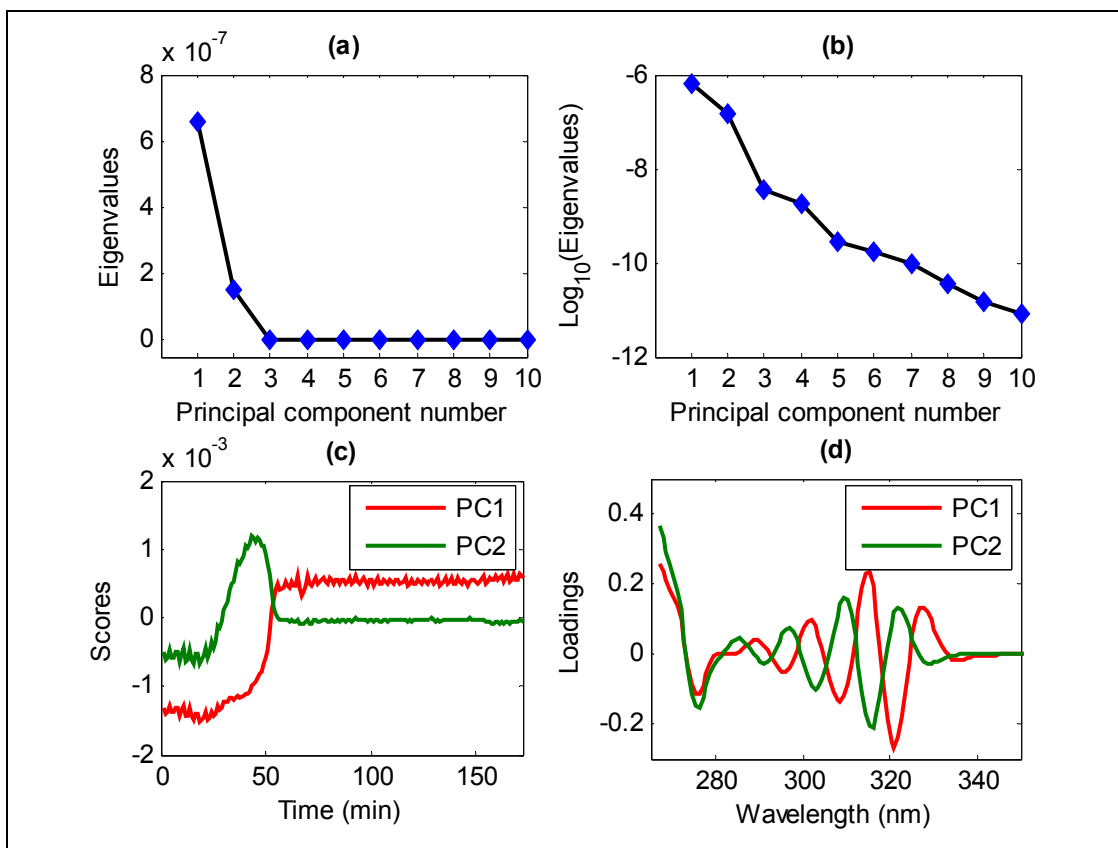 (a)
x 10-7
8
6
4
2
0
1 2 3 4 5 6 7 8 9 10
Eigenvalues
Principal component number
(b)
-6
-8
-10
-12
1 2 3 4 5 6 7 8 9 10
Log10(Eigenvalues)
Principal component number
(c)
x 10-3
2
1
0
-1
-2
0 50 100 150
Scores
Time (min)
PC1
PC2
(d)
0.4
0.2
0
-0.2
280 300 320 340
Loadings
Wavelength (nm)
PC1
PC2